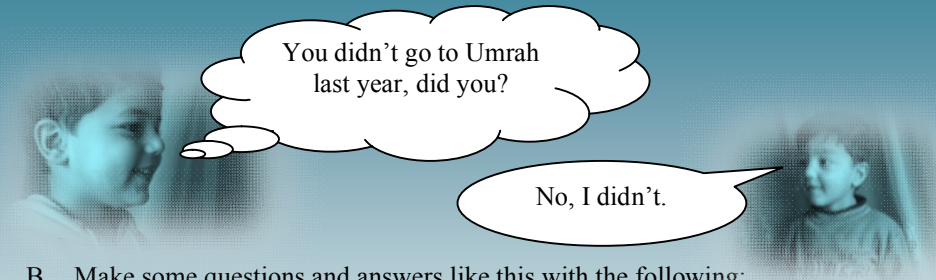 You didn’t go to Umrah
last year, did you?
No, I didn’t.
B. Make some questions and answers like this with the following: